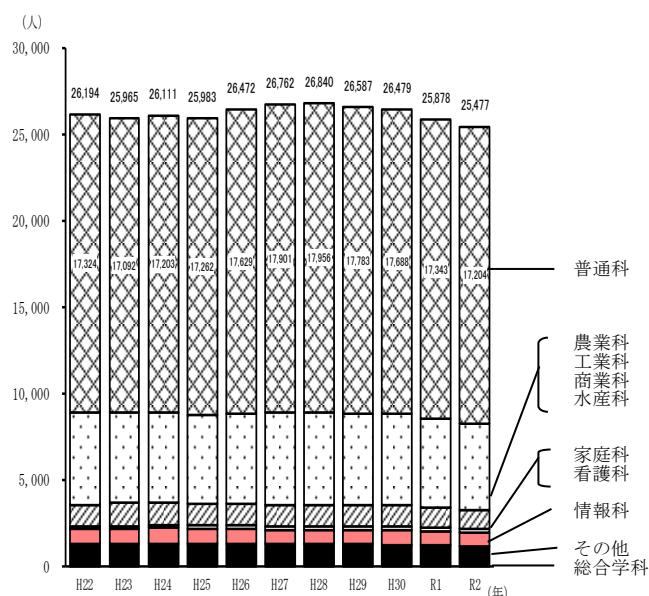 (人)
30,000
25,000
20,000
15,000
10,000
5,000
0
26,194
25,965
26,111
25,983
26,472
26,762
26,840
26,587
26,479
25,878
25,477
17,324
17,092
17,203
17,262
17,629
17,901
17,956
17,783
17,688
17,343
17,204
普通科
農業科
工業科
商業科
水産科
家庭科
看護科
情報科
その他
総合学科
H22 H23 H24 H25 H26 H27 H28 H29 H30 R1 R2 (年)